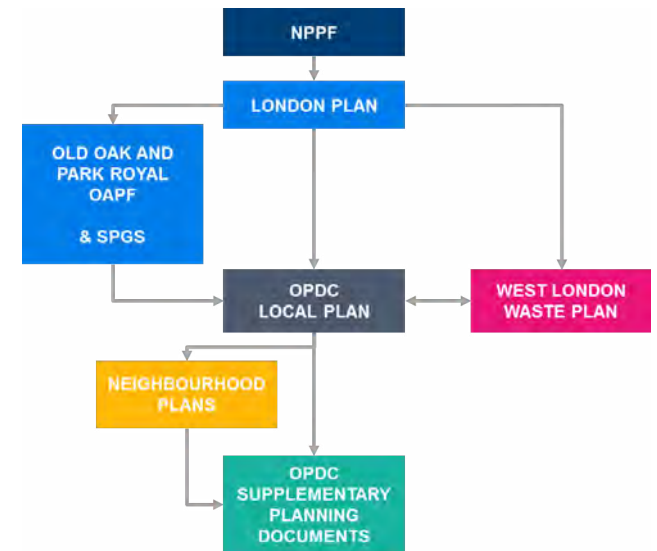 NPPF
LONDON PLAN
OLD OAK AND
PARK ROYAL
OAPF
& SPGS
OPDC
LOCAL PLAN
WEST LONDON
WASTE PLAN
NEIGHBOURHOOD
PLANS
OPDC
SUPPLEMENTARY
PLANNING
DOCUMENTS